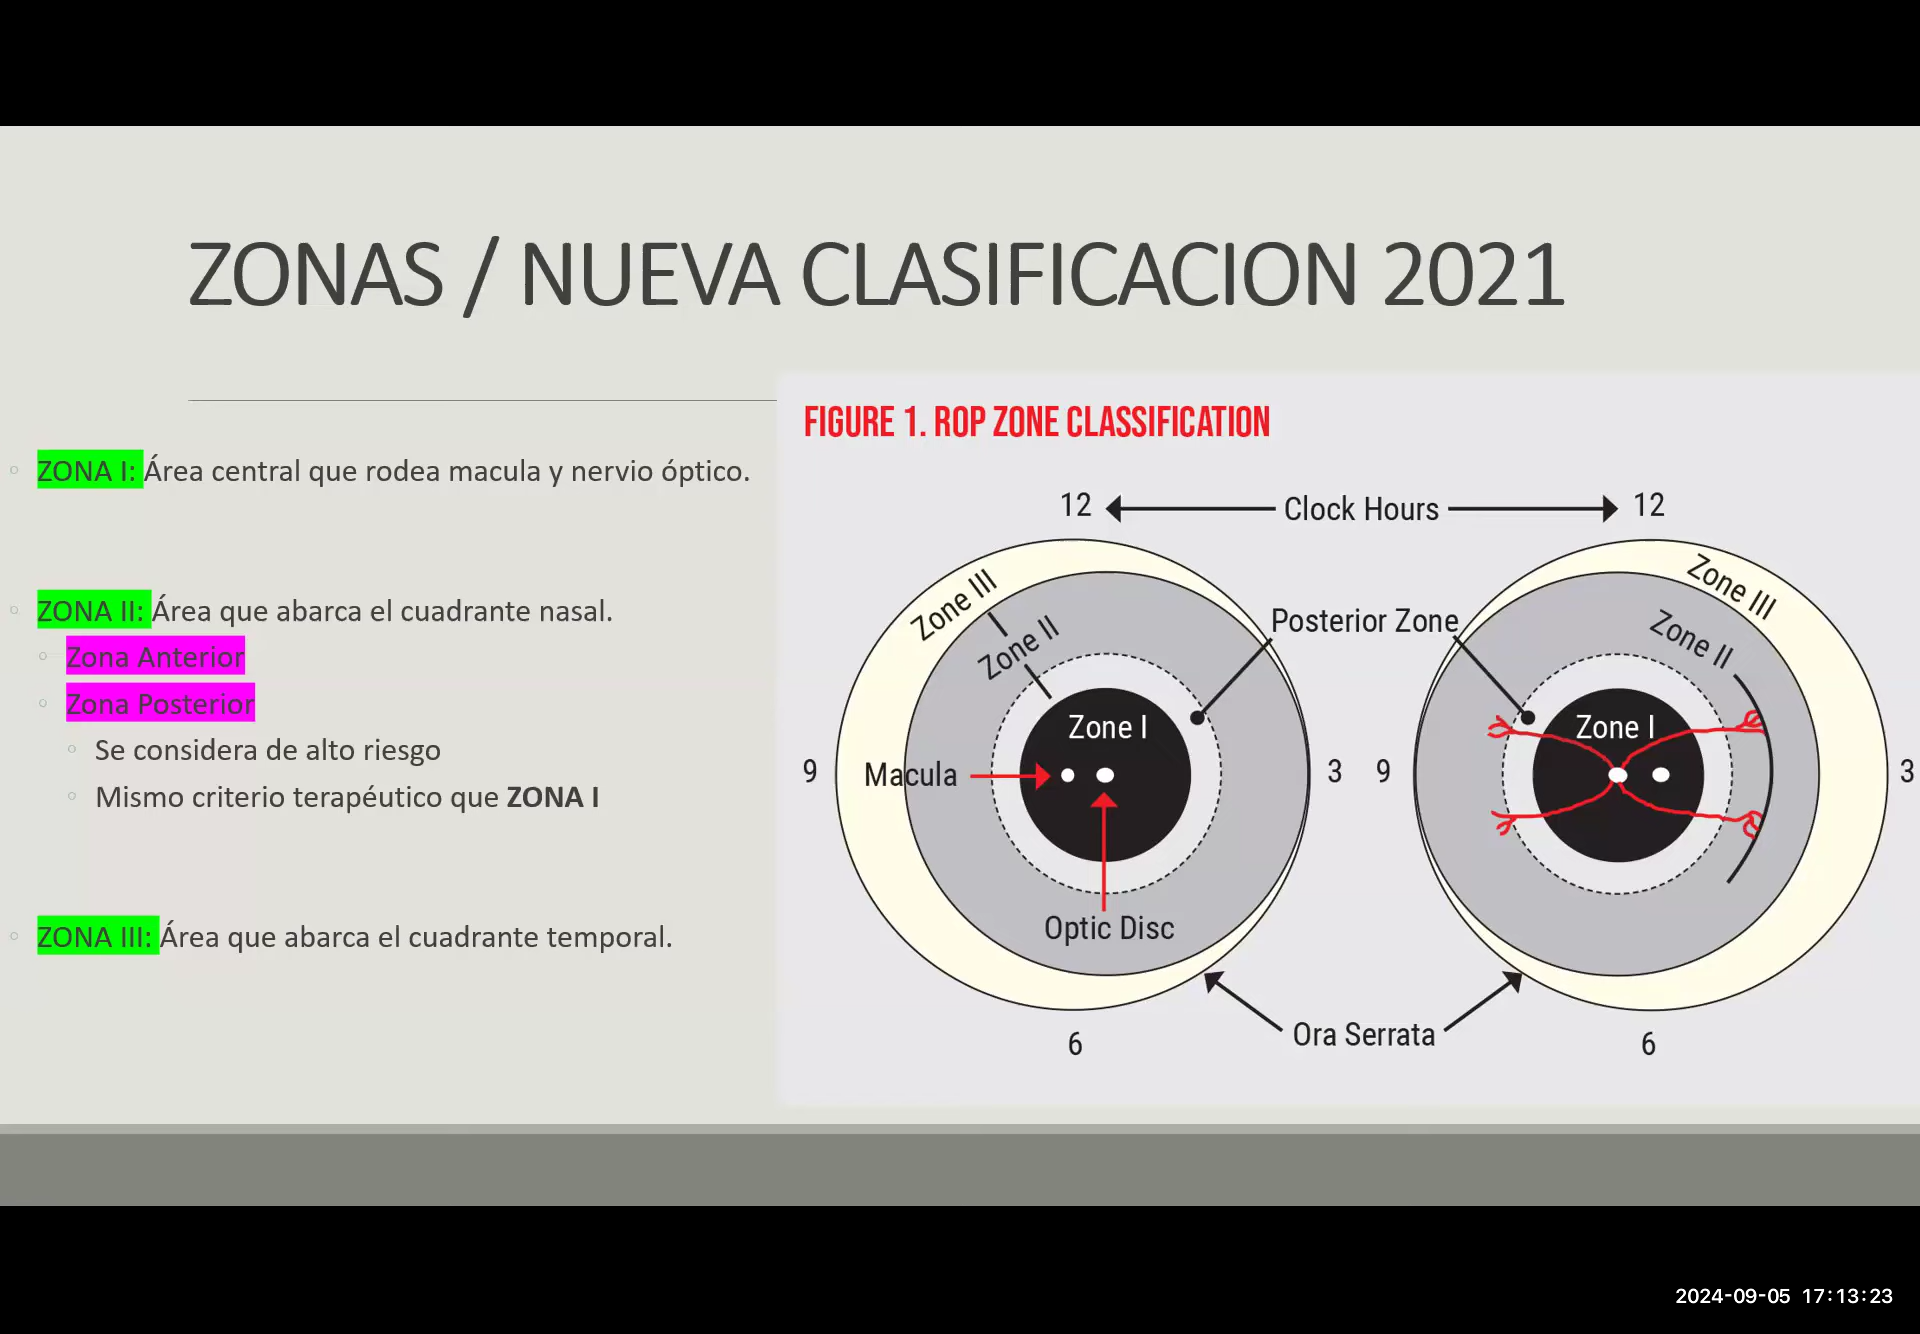 ZONAS / NUEVA CLASIFICACION 2021
ZONA I: Área central que rodea macula y nervio óptico.
ZONA II: Área que abarca el cuadrante nasal.
Zona Anterior
Zona Posterior
Se considera de alto riesgo
Mismo criterio terapéutico que ZONA I
ZONA III: Área que abarca el cuadrante temporal.
FIGURE 1. ROP ZONE CLASSIFICATION
12
Clock Hours
12
Zone III
Zone II
Posterior Zone
Zone III
Zone II
Zone I
Zone I
9
Macula
3
9
3
Optic Disc
Ora Serrata
6
6
2024-09-05 17:13:23